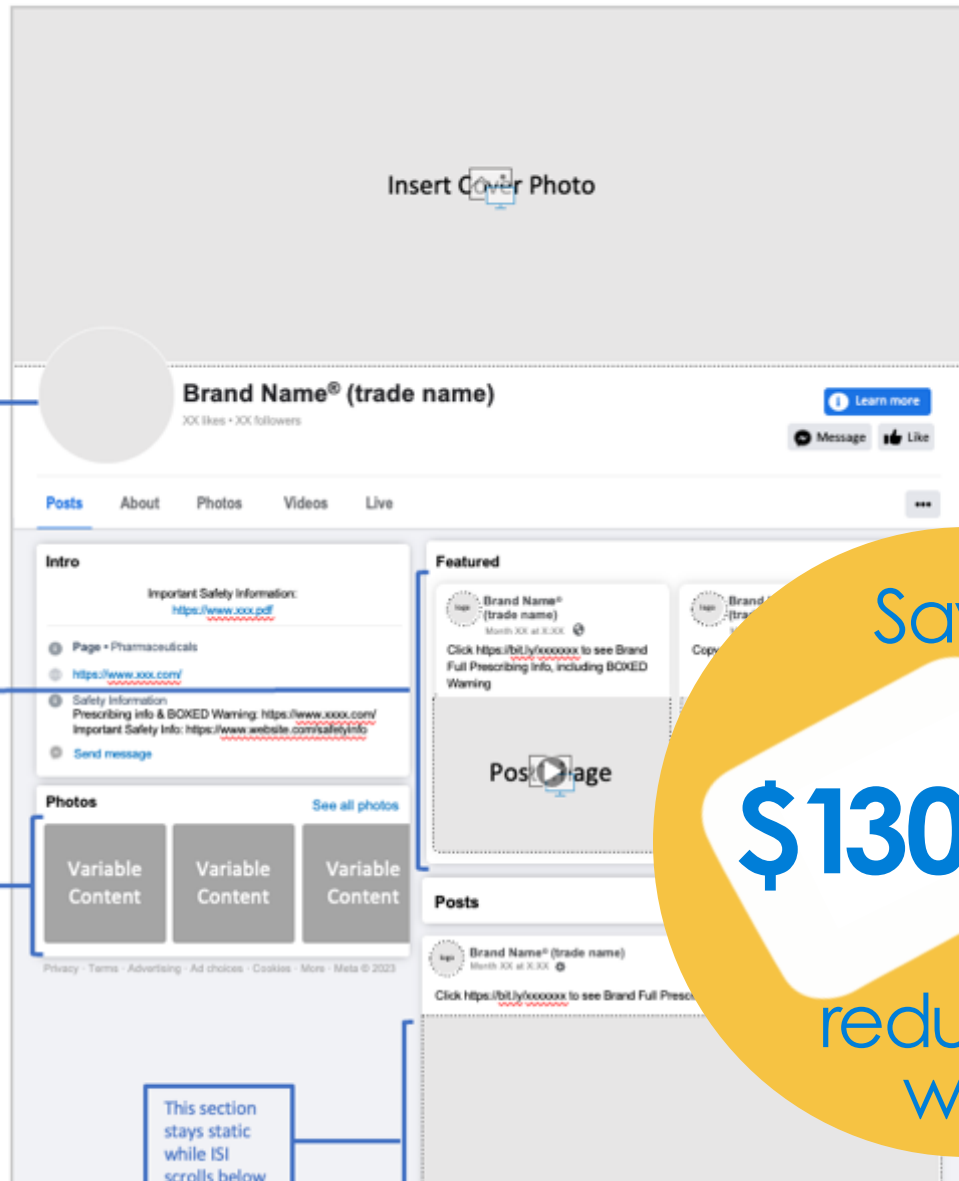 Insert Cover Photo
Brand Name® (trade name)
XX likes • XX followers
Learn more
Message
Like
Posts
About
Photos
Videos
Live
Intro
Important Safety Information:
https://www.xxx.pdf
Page • Pharmaceuticals
https://www.xxx.com/
Safety Information
Prescribing info & BOXED Warning: https://www.xxxx.com/
Important Safety Info: https://www.website.com/safetyinfo
Send message
Photos
See all photos
Variable
Content
Variable
Content
Variable
Content
Privacy · Terms · Advertising · Ad choices · Cookies · More · Meta © 2023
This section
stays static
while ISI
scrolls below
Featured
logo
Brand Name®
(trade name)
Month XX at X:XX
Click https://bit.ly/xxxxxxx to see Brand
Full Prescribing Info, including BOXED
Warning
logo
Brand
Posts
logo
Brand Name® (trade name)
Month XX at X:XX
Click https://bit.ly/xxxxxxx to see Brand Full
$130